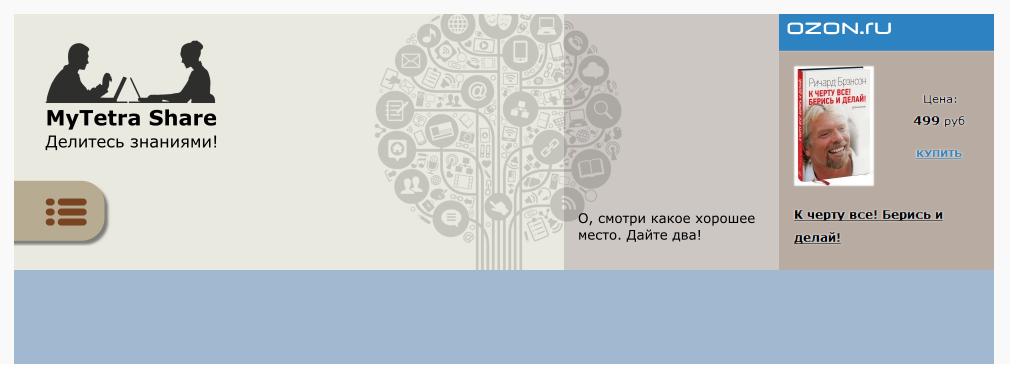 MyTetra Share
Делитесь знаниями!
О, смотри какое хорошее
место. Дайте два!
OZON.ru
Ричард Брэнсон
К ЧЕРТУ ВСЕ!
БЕРИСЬ И ДЕЛАЙ!
Цена:
499 руб
КУПИТЬ
К черту все! Берись и
делай!